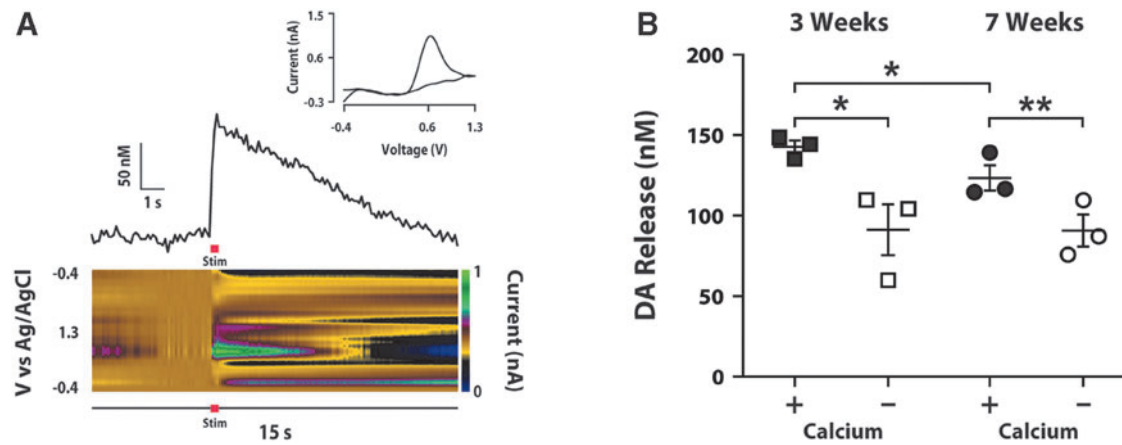 A
1.5
0.6
-0.3
Current (nA)
-0.4
0.6
1.3
Voltage (V)
50 nM
1 s
Stim
V vs Ag/AgCl
-0.4
1.3
-0.4
1
0
Current (nA)
Stim
15 s
B
3 Weeks
7 Weeks
DA Release (nM)
200
150
100
50
0
*
*
**
+
−
+
−
Calcium
Calcium